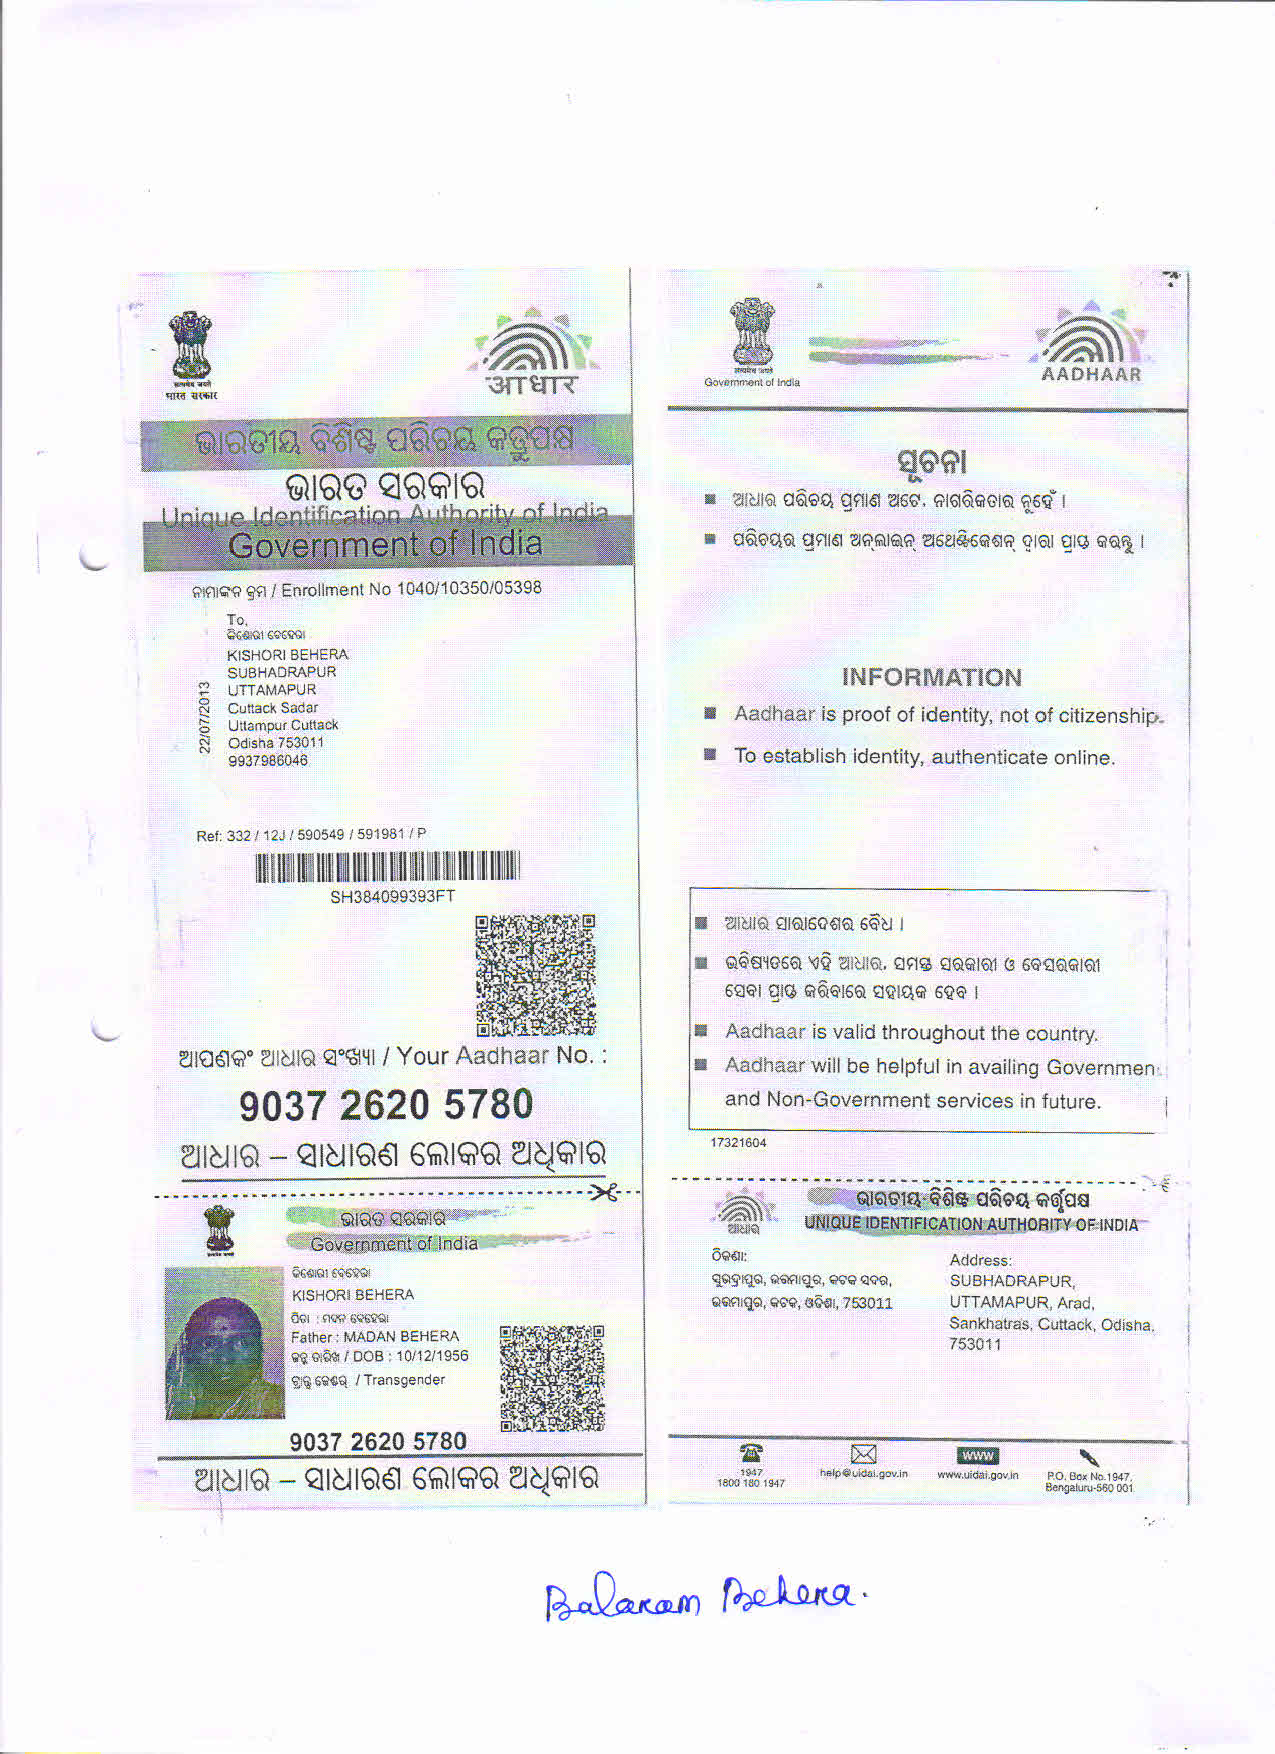 सत्यमेव जयते
भारत सरकार
आधार
ଭାରତୀୟ ବିଶିଷ୍ଟ ପରିଚୟ କର୍ତ୍ତୃପକ୍ଷ
ଭାରତ ସରକାର
Unique Identification Authority of India
Government of India
ନାମାଙ୍କନ କ୍ରମ / Enrollment No 1040/10350/05398
To,
କିଶୋରୀ ବେହେରା
KISHORI BEHERA
SUBHADRAPUR
UTTAMAPUR
Cuttack Sadar
Uttampur Cuttack
Odisha 753011
9937986046
22/07/2013
Ref: 332 / 12J / 590549 / 591981 / P
SH384099393FT
ଆପଣଙ୍କ ଆଧାର ସଂଖ୍ୟା / Your Aadhaar No. :
9037 2620 5780
ଆଧାର – ସାଧାରଣ ଲୋକର ଅଧିକାର
ଭାରତ ସରକାର
Government of India
କିଶୋରୀ ବେହେରା
KISHORI BEHERA
ପିତା : ମଦନ ବେହେରା
Father : MADAN BEHERA
ଜନ୍ମ ତାରିଖ / DOB : 10/12/1956
/ Transgender
9037 2620 5780
ଆଧାର – ସାଧାରଣ ଲୋକର ଅଧିକାର
सत्यमेव जयते
Government of India
AADHAAR
ସୂଚନା
ଆଧାର ପରିଚୟ ପ୍ରମାଣ ଅଟେ, ନାଗରିକତାର ନୁହେଁ ।
ପରିଚୟର ପ୍ରମାଣ ଅନ୍‌ଲାଇନ୍ ଅଥେଣ୍ଟିକେଶନ୍ ଦ୍ୱାରା ପ୍ରାପ୍ତ କରନ୍ତୁ ।
INFORMATION
Aadhaar is proof of identity, not of citizenship.
To establish identity, authenticate online.
ଆଧାର ସାରାଦେଶରେ ବୈଧ ।
ଭବିଷ୍ୟତରେ ଏହି ଆଧାର, ସମସ୍ତ ସରକାରୀ ଓ ବେସରକାରୀ
ସେବା ପ୍ରାପ୍ତ କରିବାରେ ସହାୟକ ହେବ ।
Aadhaar is valid throughout the country.
Aadhaar will be helpful in availing Governmen
and Non-Government services in future.
17321604
ଆଧାର
ଭାରତୀୟ ବିଶିଷ୍ଟ ପରିଚୟ କର୍ତ୍ତୃପକ୍ଷ
UNIQUE IDENTIFICATION AUTHORITY OF INDIA
ଠିକଣା:
ସୁଭଦ୍ରାପୁର, ଉତ୍ତମାପୁର, କଟକ ସଦର,
ଉତ୍ତମାପୁର, କଟକ, ଓଡିଶା, 753011
Address:
SUBHADRAPUR,
UTTAMAPUR, Arad,
Sankhatras, Cuttack, Odisha,
753011
1947
1800 180 1947
help@uidai.gov.in
www
www.uidai.gov.in
P.O. Box No.1947,
Bengaluru-560 001
Balaram Behera.